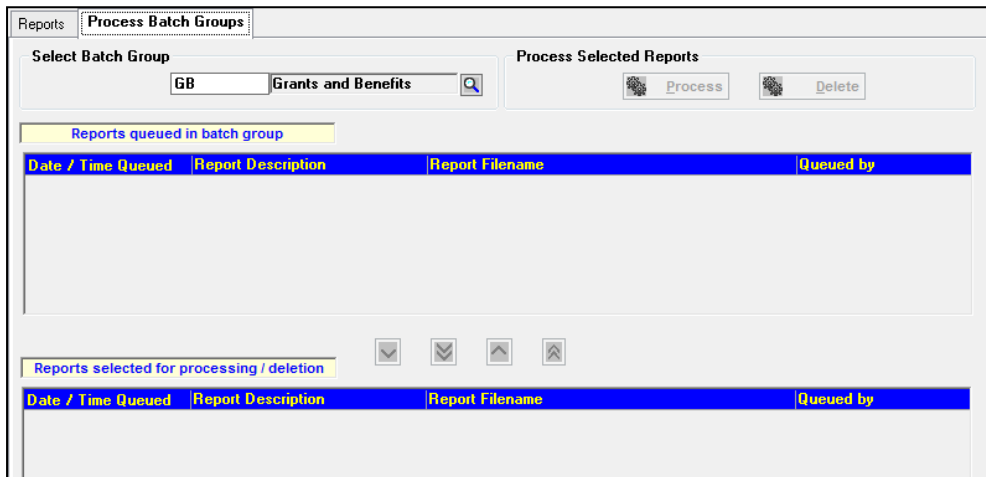 Reports Process Batch Groups
Select Batch Group Process Selected Reports
GB Grants and Benefits Process Delete
Reports queued in batch group
Date / Time Queued Report Description Report Filename Queued by
Reports selected for processing / deletion
Date / Time Queued Report Description Report Filename Queued by